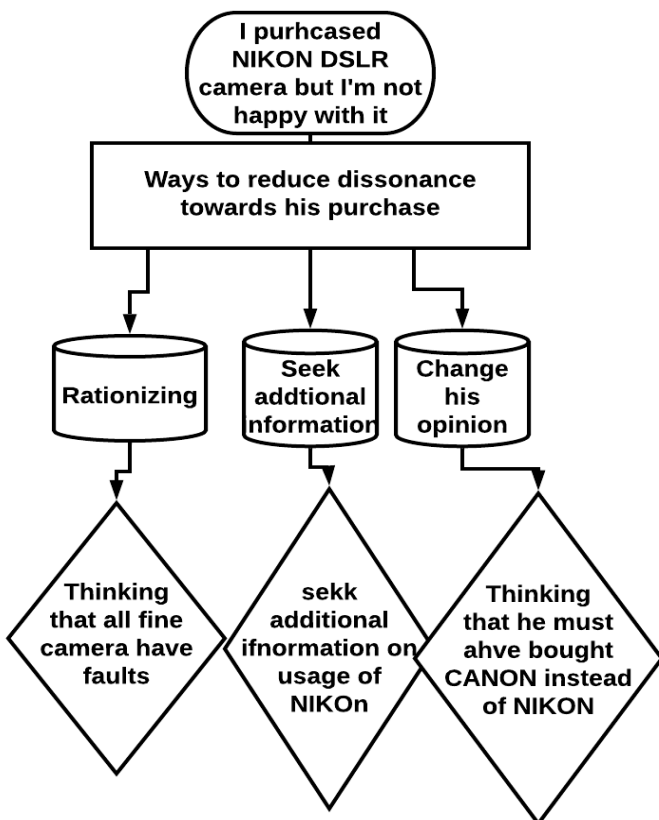 I purhcased
NIKON DSLR
camera but I'm not
happy with it
Ways to reduce dissonance
towards his purchase
Rationizing
Seek
addtional
information
Change
his
opinion
Thinking
that all fine
camera have
faults
sekk
additional
ifnormation on
usage of
NIKOn
Thinking
that he must
ahve bought
CANON instead
of NIKON